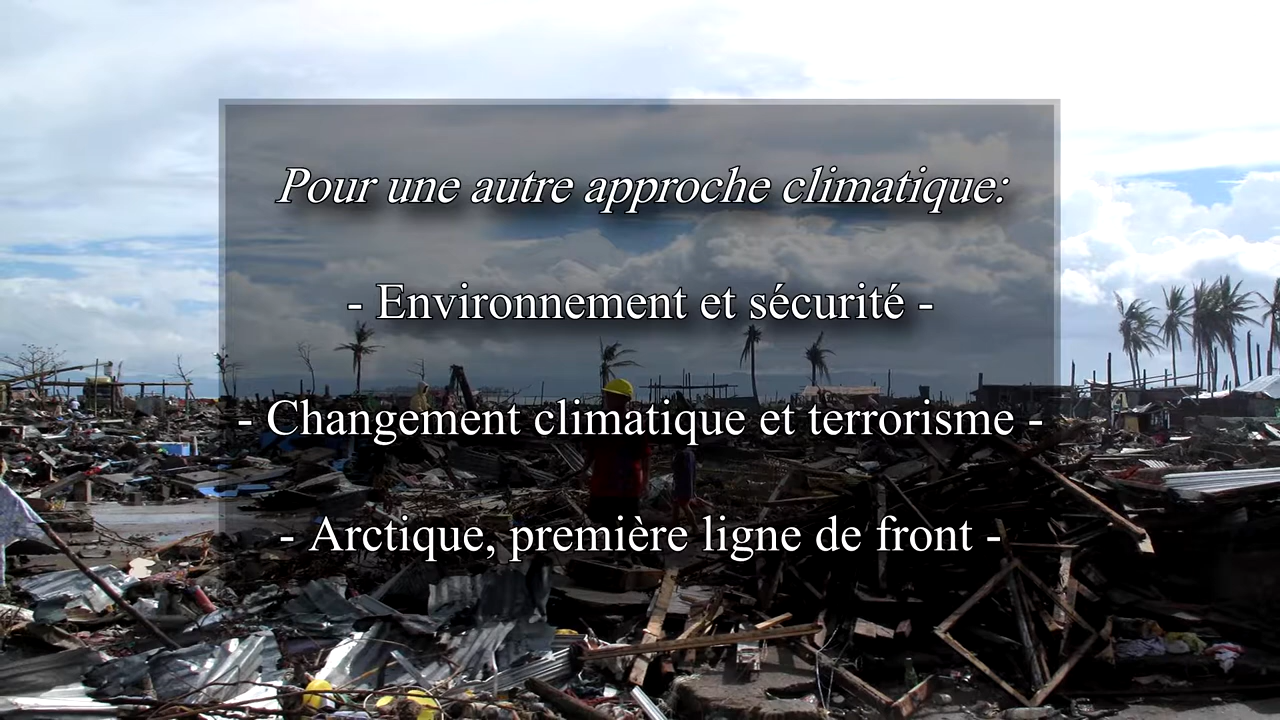 Pour une autre approche climatique:
- Environnement et sécurité -
- Changement climatique et terrorisme -
- Arctique, première ligne de front -